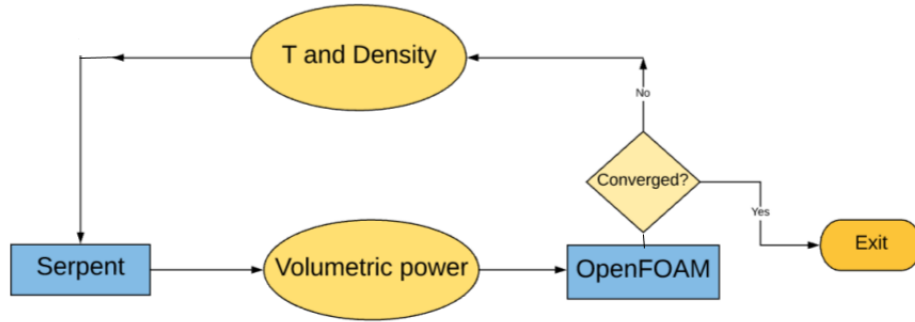 T and Density
No
Converged?
Yes
Exit
Serpent
Volumetric power
OpenFOAM